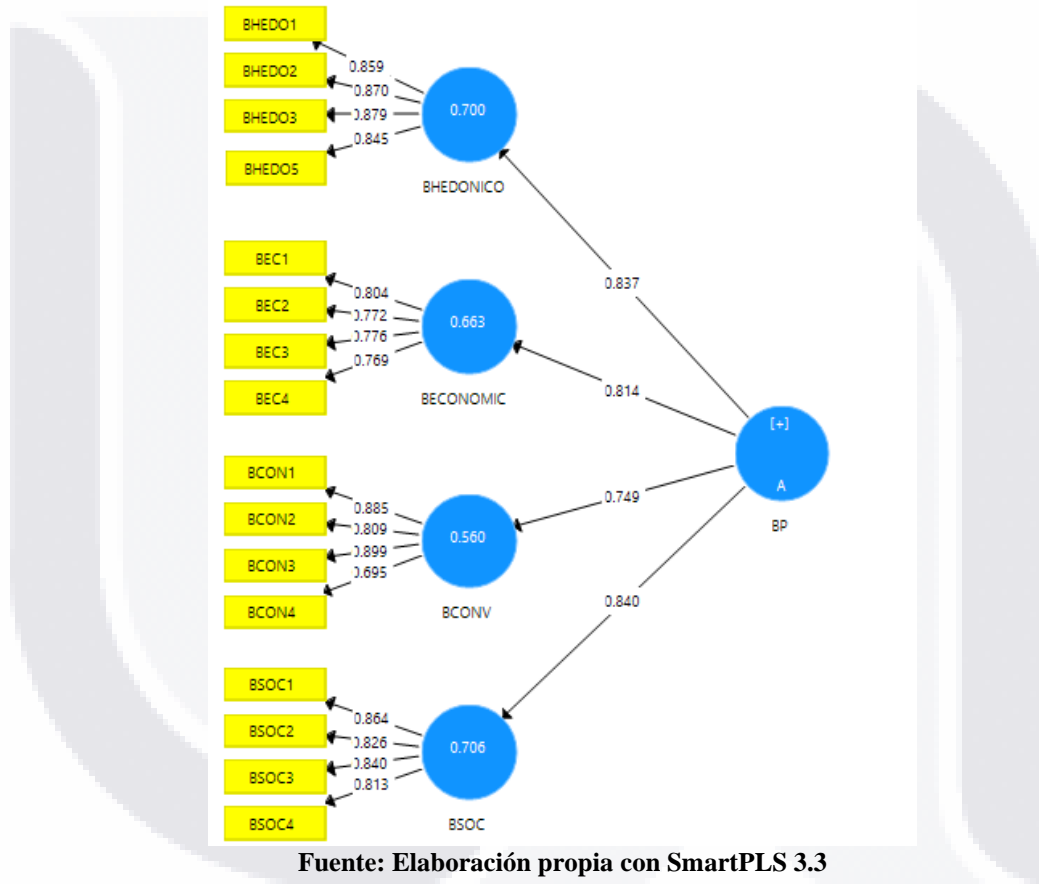 BHEDO1
0.859
BHEDO2
0.870
BHEDO3
0.879
0.845
BHEDO5
0.700
BHEDONICO
0.837
BEC1
0.804
BEC2
0.772
BEC3
0.776
0.769
BEC4
0.663
BECONOMIC
0.814
[+]
A
BP
BCON1
0.885
BCON2
0.809
BCON3
0.899
0.695
BCON4
0.560
BCONV
0.749
0.840
BSOC1
0.864
BSOC2
0.826
BSOC3
0.840
0.813
BSOC4
0.706
BSOC
Fuente: Elaboración propia con SmartPLS 3.3